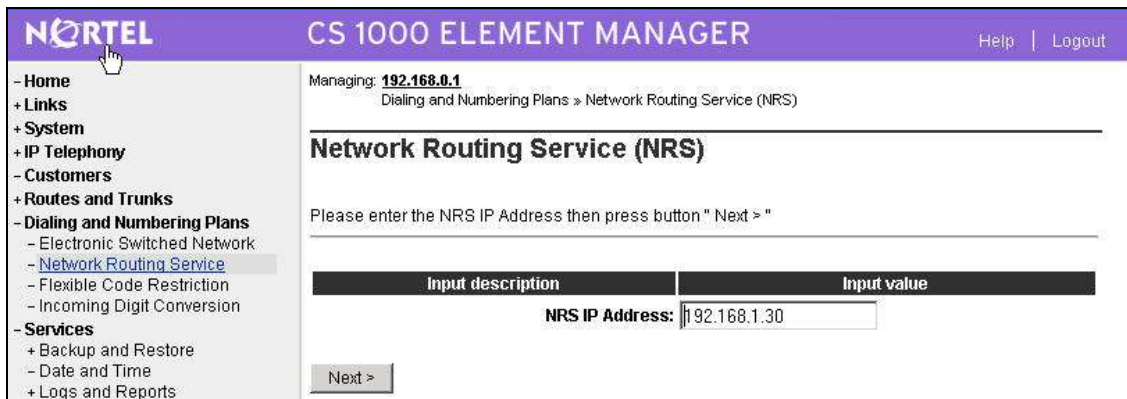 NORTEL
CS 1000 ELEMENT MANAGER
Help | Logout
- Home
+ Links
+ System
+ IP Telephony
- Customers
+ Routes and Trunks
- Dialing and Numbering Plans
- Electronic Switched Network
- Network Routing Service
- Flexible Code Restriction
- Incoming Digit Conversion
- Services
+ Backup and Restore
- Date and Time
+ Logs and Reports
Managing: 192.168.0.1
Dialing and Numbering Plans » Network Routing Service (NRS)
Network Routing Service (NRS)
Please enter the NRS IP Address then press button " Next > "
Input description Input value
NRS IP Address: 192.168.1.30
Next >